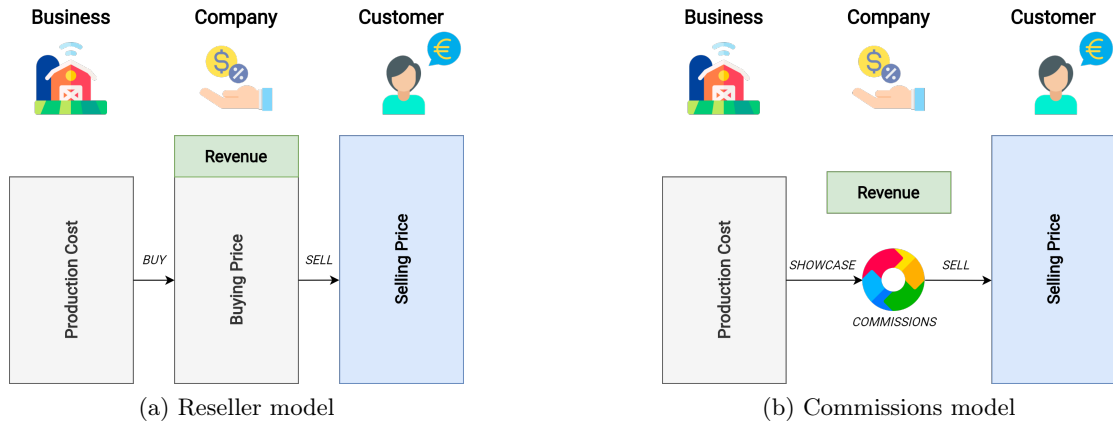 Business
Company
Customer
$
%
€
Revenue
Production Cost
BUY
Buying Price
SELL
Selling Price
(a) Reseller model
Business
Company
Customer
$
%
€
Revenue
Production Cost
SHOWCASE
COMMISSIONS
SELL
Selling Price
(b) Commissions model